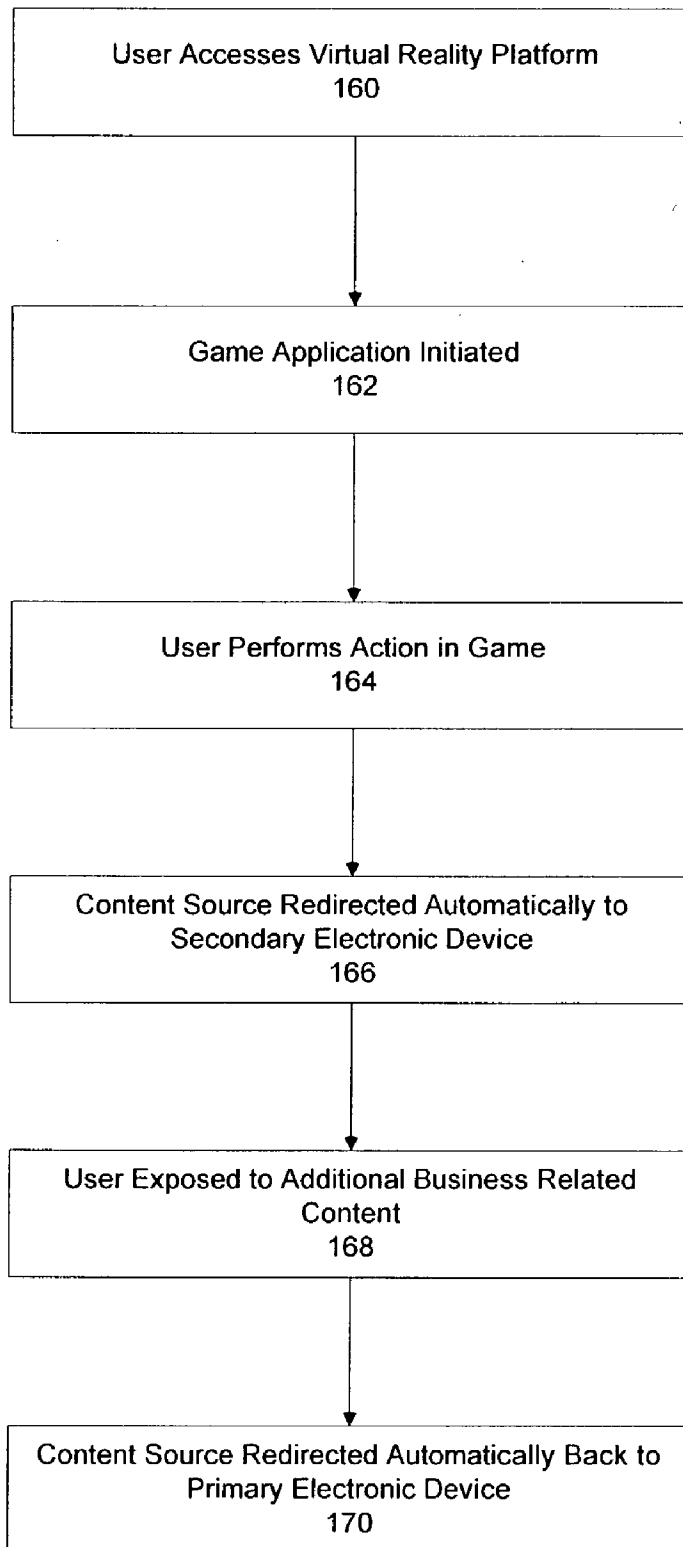 User Accesses Virtual Reality Platform
160
Game Application Initiated
162
User Performs Action in Game
164
Content Source Redirected Automatically to
Secondary Electronic Device
166
User Exposed to Additional Business Related
Content
168
Content Source Redirected Automatically Back to
Primary Electronic Device
170